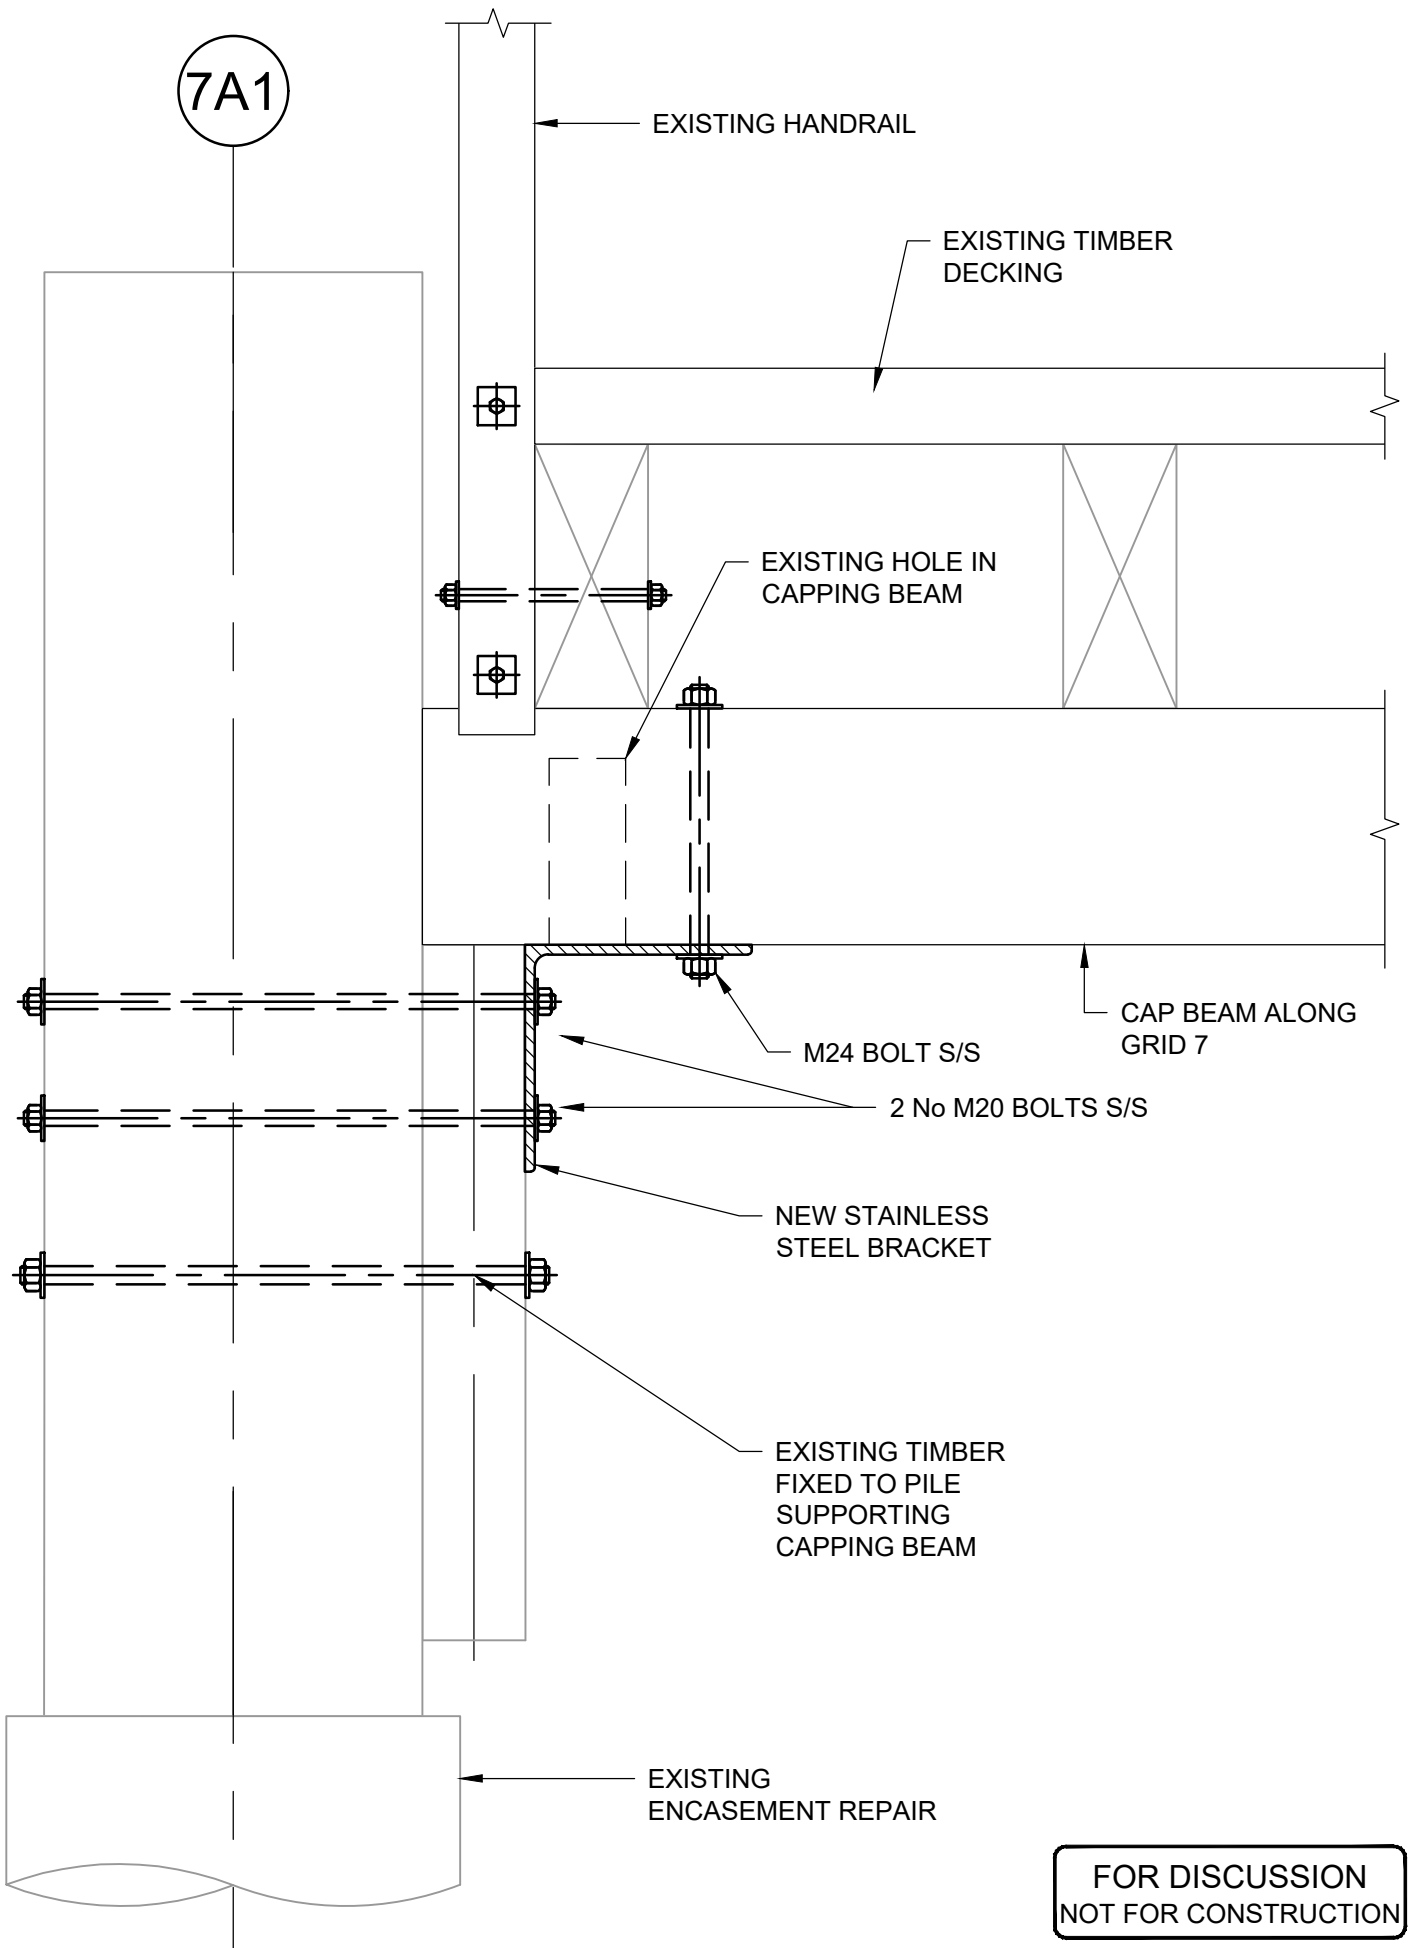 7A1
EXISTING HANDRAIL
EXISTING TIMBER
DECKING
EXISTING HOLE IN
CAPPING BEAM
CAP BEAM ALONG
GRID 7
M24 BOLT S/S
2 No M20 BOLTS S/S
NEW STAINLESS
STEEL BRACKET
EXISTING TIMBER
FIXED TO PILE
SUPPORTING
CAPPING BEAM
EXISTING
ENCASEMENT REPAIR
FOR DISCUSSION
NOT FOR CONSTRUCTION